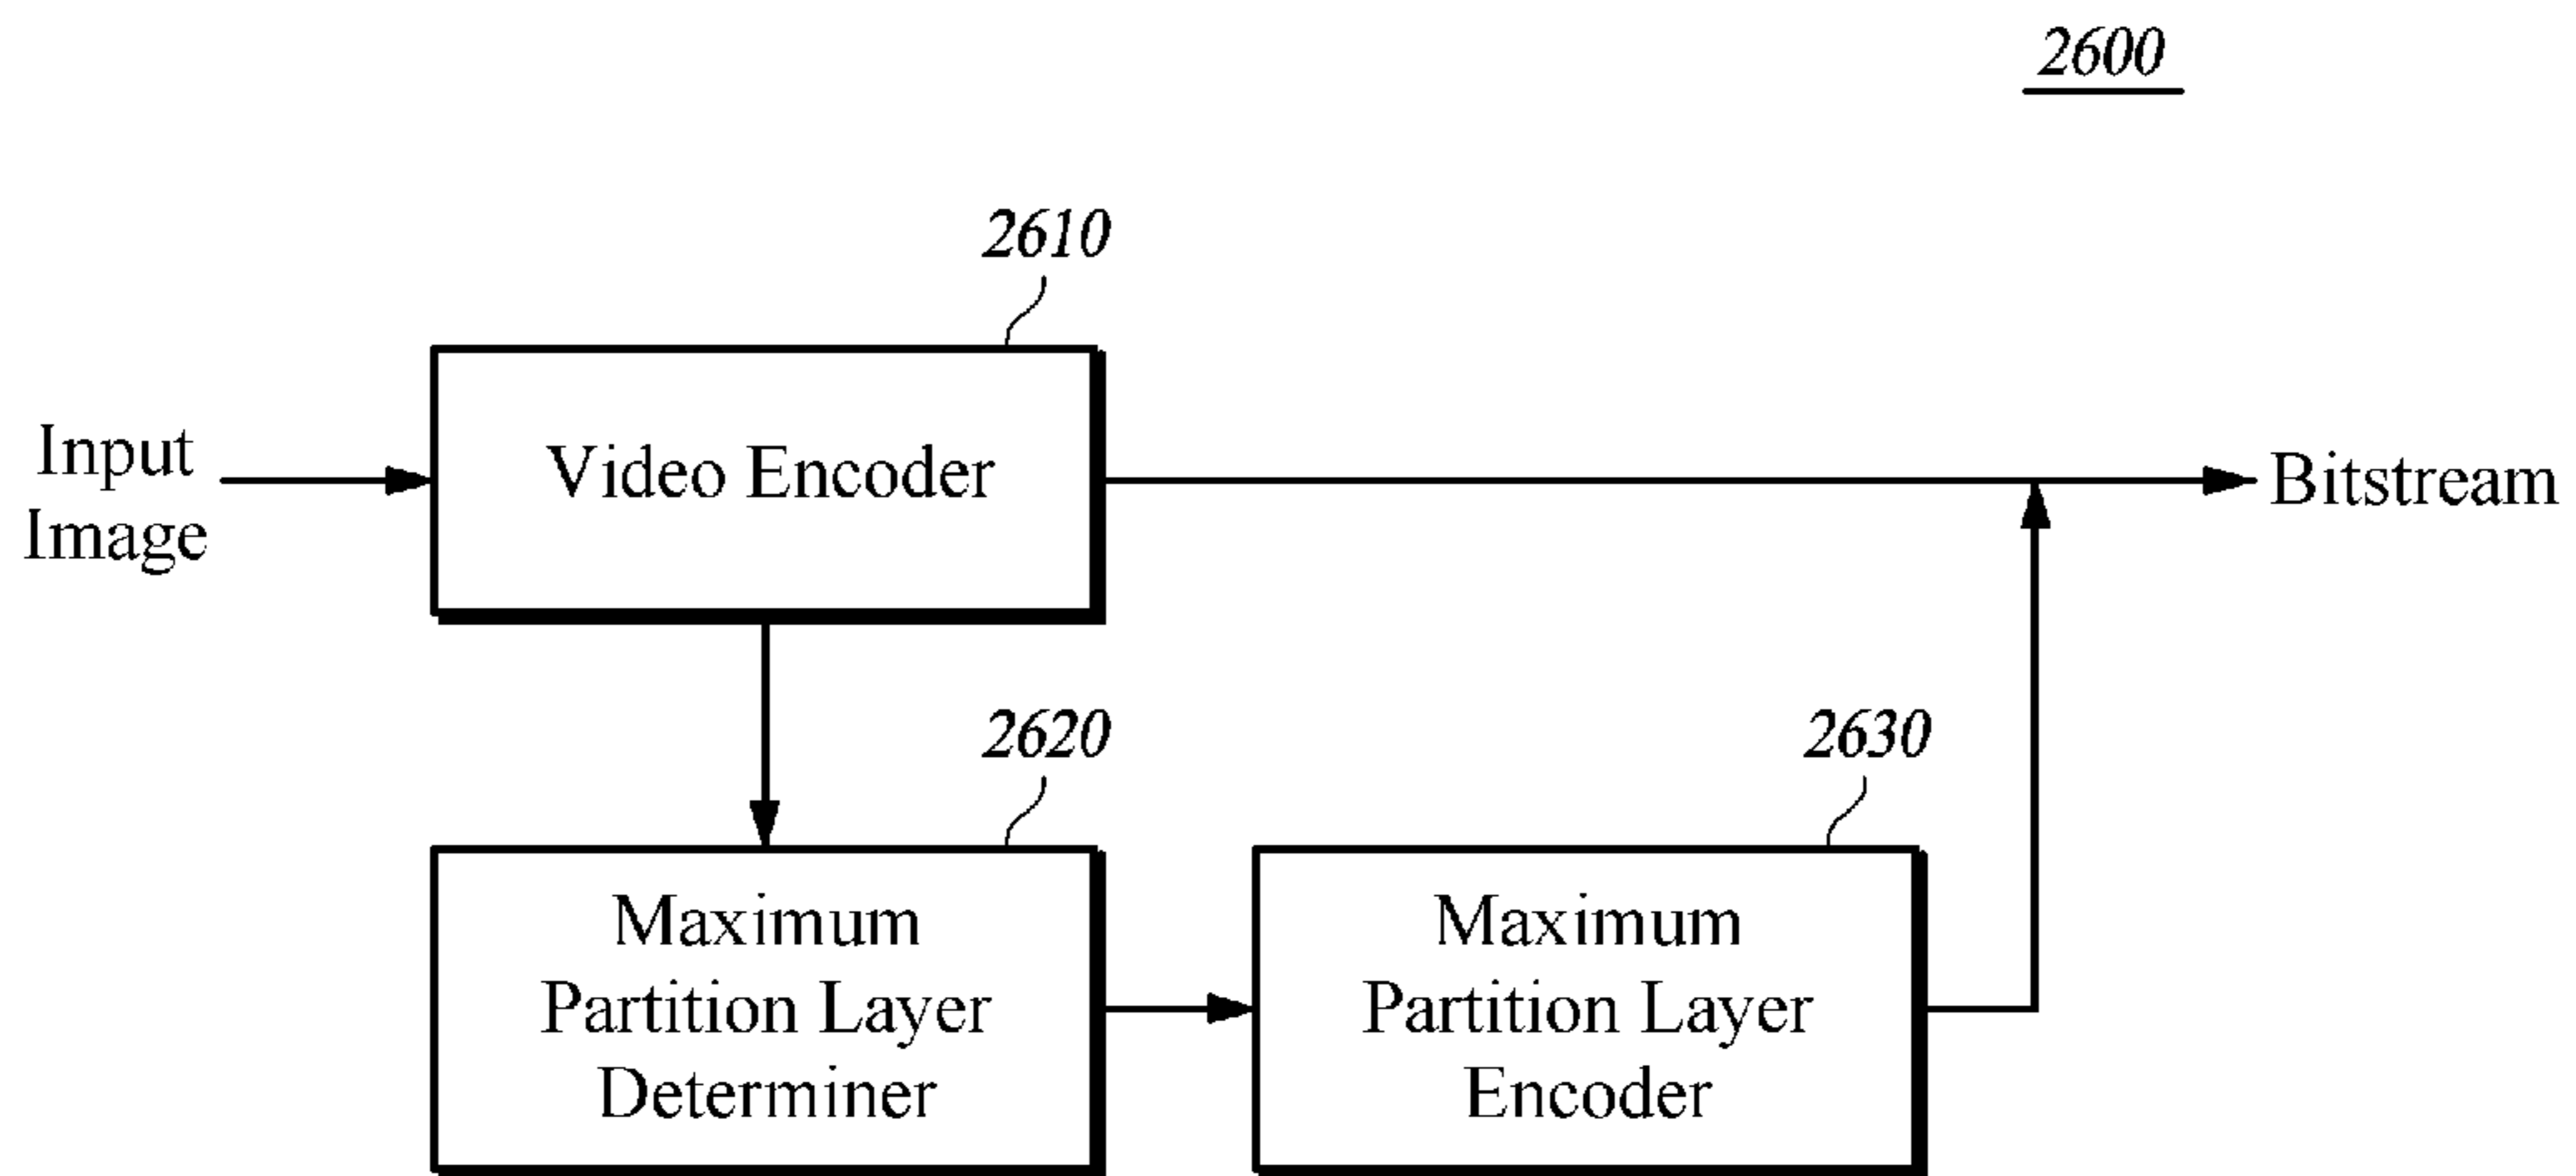 2600
2610
Input
Image
Video Encoder
Bitstream
2620
2630
Maximum
Partition Layer
Determiner
Maximum
Partition Layer
Encoder